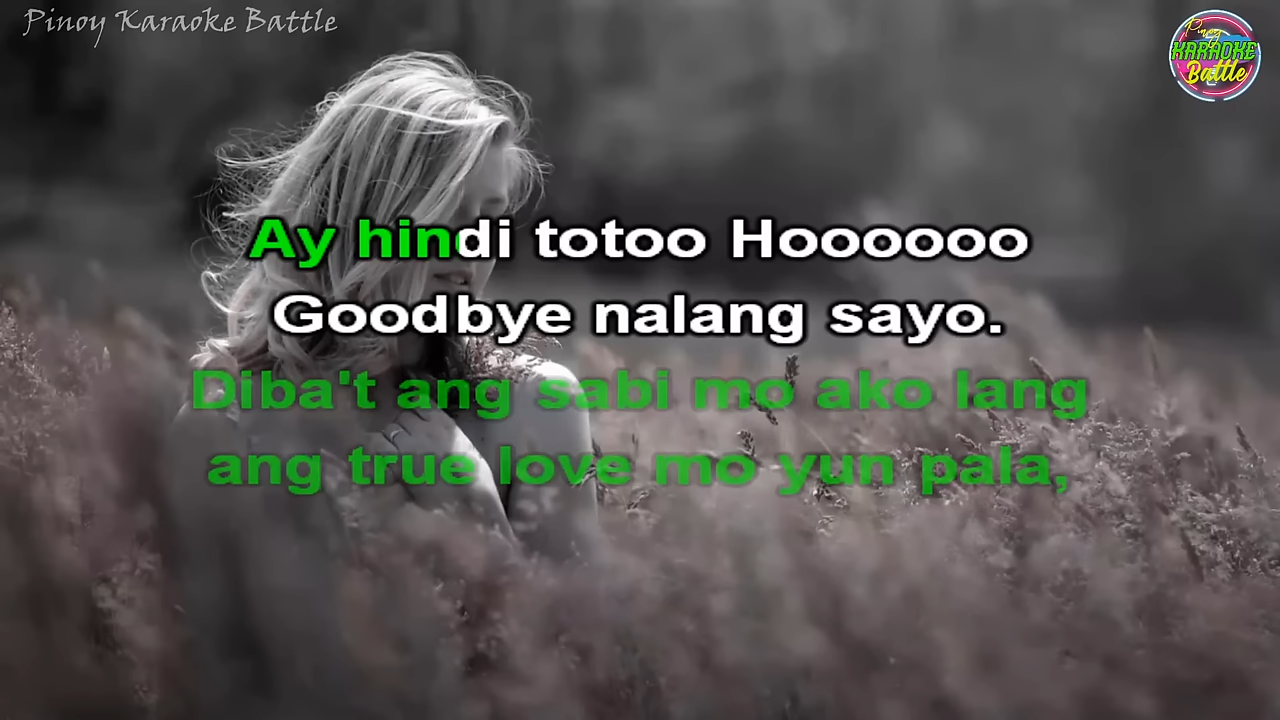 Pinoy Karaoke Battle
Pinoy
KARAOKE
Battle
Ay hindi totoo Hoooooo
Goodbye nalang sayo.
Diba't ang sabi mo ako lang
ang true love mo yun pala,